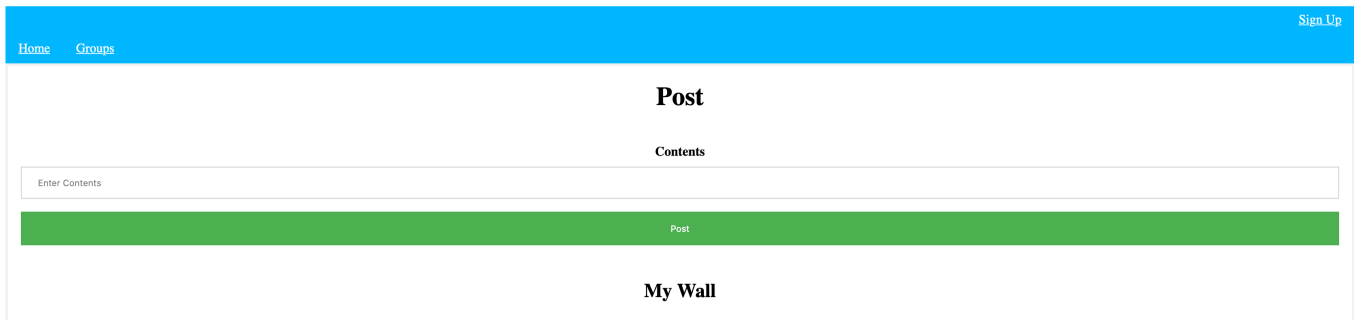 Sign Up
Home Groups
Post
Contents
Enter Contents
Post
My Wall